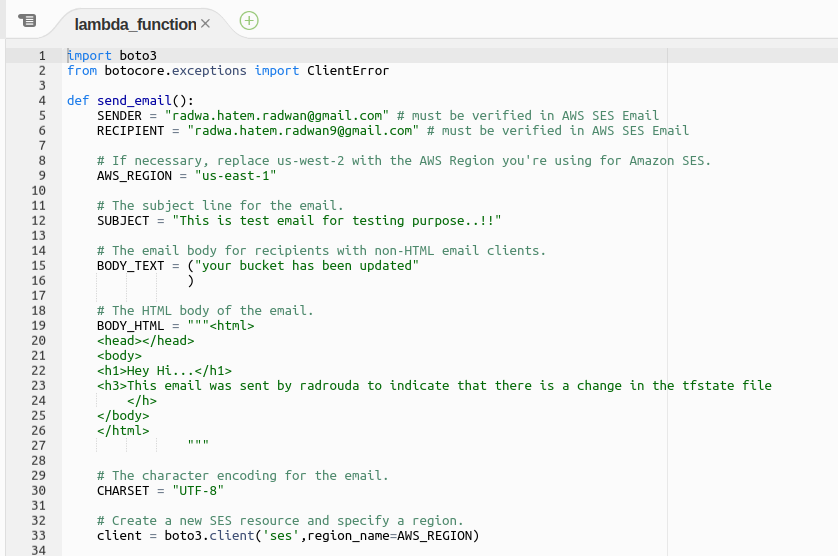 lambda_function ×
1 import boto3
2 from botocore.exceptions import ClientError
3
4 def send_email():
5     SENDER = "radwa.hatem.radwan@gmail.com" # must be verified in AWS SES Email
6     RECIPIENT = "radwa.hatem.radwan9@gmail.com" # must be verified in AWS SES Email
7
8     # If necessary, replace us-west-2 with the AWS Region you're using for Amazon SES.
9     AWS_REGION = "us-east-1"
10
11     # The subject line for the email.
12     SUBJECT = "This is test email for testing purpose..!!"
13
14     # The email body for recipients with non-HTML email clients.
15     BODY_TEXT = ("your bucket has been updated"
16                 )
17
18     # The HTML body of the email.
19     BODY_HTML = """<html>
20     <head></head>
21     <body>
22     <h1>Hey Hi...</h1>
23     <h3>This email was sent by radrouda to indicate that there is a change in the tfstate file
24         </h>
25     </body>
26     </html>
27                 """
28
29     # The character encoding for the email.
30     CHARSET = "UTF-8"
31
32     # Create a new SES resource and specify a region.
33     client = boto3.client('ses',region_name=AWS_REGION)
34